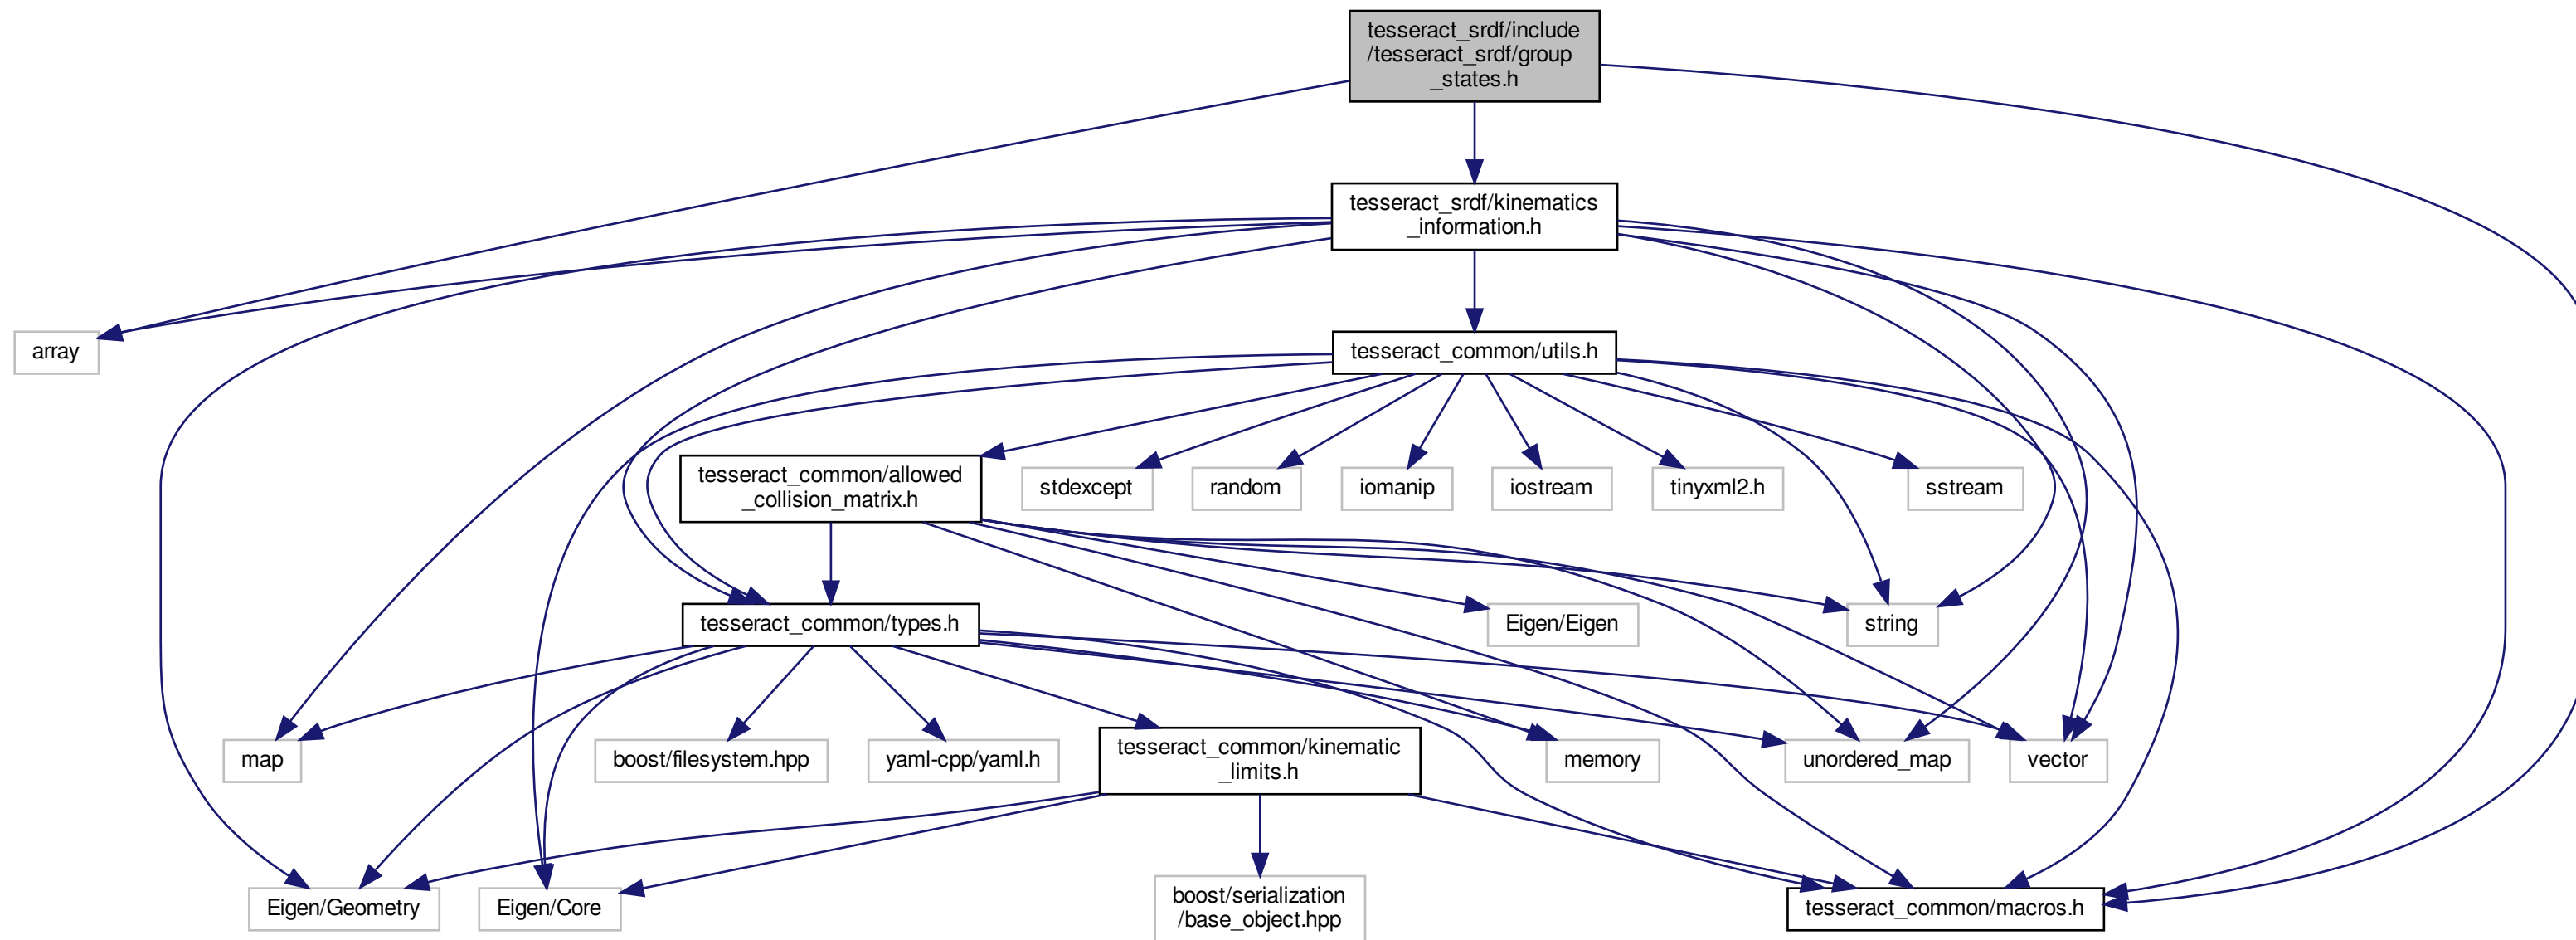 tesseract_srdf/include
/tesseract_srdf/group
_states.h
tesseract_srdf/kinematics
_information.h
array
tesseract_common/utils.h
tesseract_common/allowed
_collision_matrix.h
stdexcept
random
iomanip
iostream
tinyxml2.h
sstream
tesseract_common/types.h
Eigen/Eigen
string
map
boost/filesystem.hpp
yaml-cpp/yaml.h
tesseract_common/kinematic
_limits.h
memory
unordered_map
vector
Eigen/Geometry
Eigen/Core
boost/serialization
/base_object.hpp
tesseract_common/macros.h